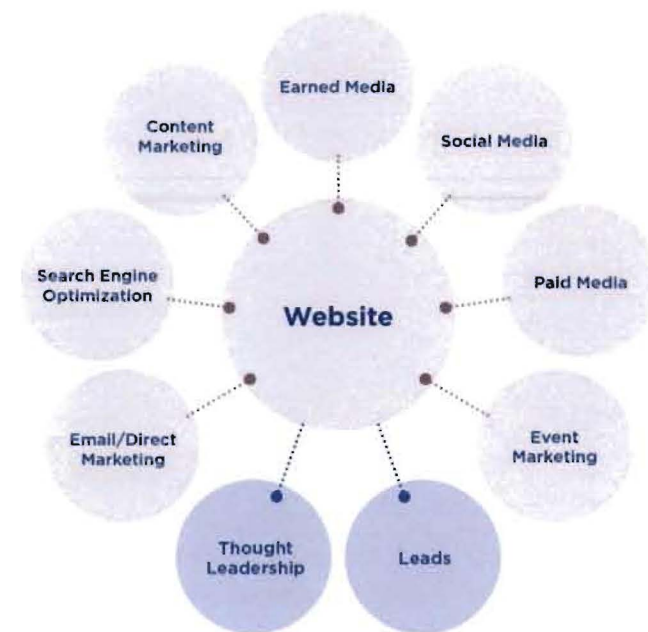 Earned Media
Content
Marketing
Social Media
Search Engine
Optimization
Paid Media
Website
Email/Direct
Marketing
Event
Marketing
Thought
Leadership
Leads